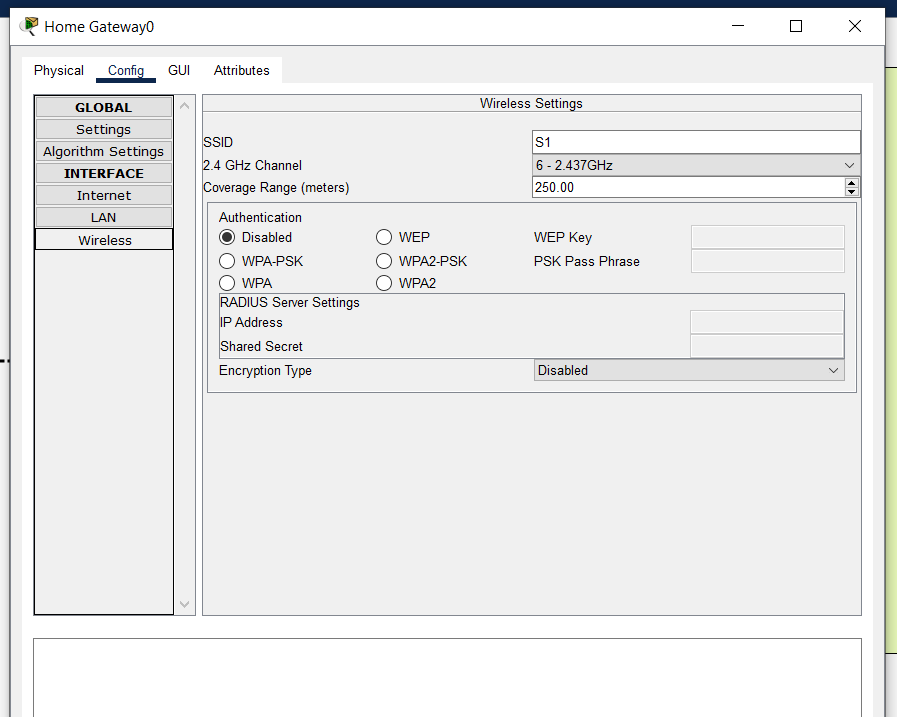 Home Gateway0
Physical Config GUI Attributes
GLOBAL
Settings
Algorithm Settings
INTERFACE
Internet
LAN
Wireless
Wireless Settings
SSID S1
2.4 GHz Channel 6 - 2.437GHz
Coverage Range (meters) 250.00
Authentication
Disabled WEP WEP Key
WPA-PSK WPA2-PSK PSK Pass Phrase
WPA WPA2
RADIUS Server Settings
IP Address
Shared Secret
Encryption Type Disabled